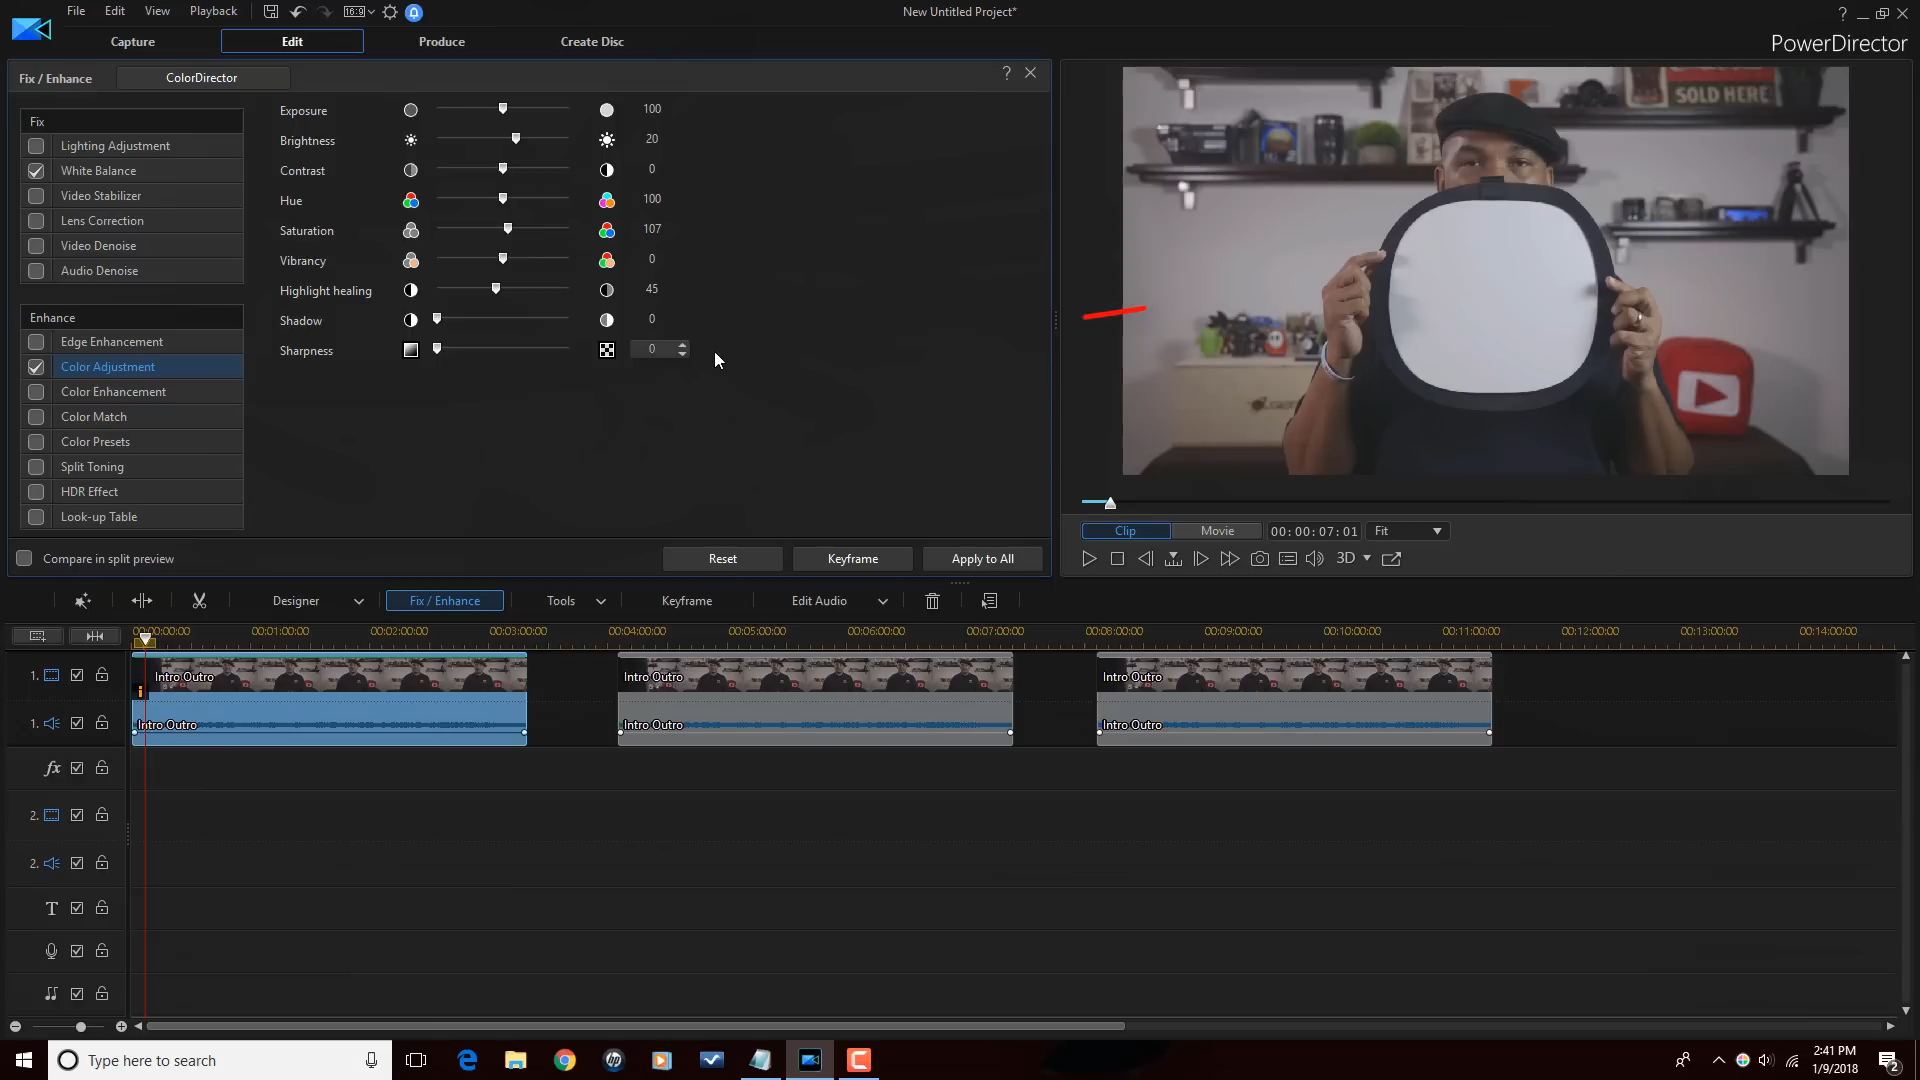 File Edit View Playback 16:9 New Untitled Project* ?
Capture Edit Produce Create Disc PowerDirector
Fix / Enhance ColorDirector ?
Fix
Lighting Adjustment
White Balance
Video Stabilizer
Lens Correction
Video Denoise
Audio Denoise
Enhance
Edge Enhancement
Color Adjustment
Color Enhancement
Color Match
Color Presets
Split Toning
HDR Effect
Look-up Table
Exposure 100
Brightness 20
Contrast 0
Hue 100
Saturation 107
Vibrancy 0
Highlight healing 45
Shadow 0
Sharpness 0
SOLD HERE
Compare in split preview Reset Keyframe Apply to All
Clip Movie 00:00:07:01 Fit
3D
Designer Fix / Enhance Tools Keyframe Edit Audio
00:00:00:00 00:01:00:00 00:02:00:00 00:03:00:00 00:04:00:00 00:05:00:00 00:06:00:00 00:07:00:00 00:08:00:00 00:09:00:00 00:10:00:00 00:11:00:00 00:12:00:00 00:13:00:00 00:14:00:00
1. Intro Outro Intro Outro Intro Outro
1. Intro Outro Intro Outro Intro Outro
fx
2.
2.
T
Type here to search
2:41 PM
1/9/2018
2